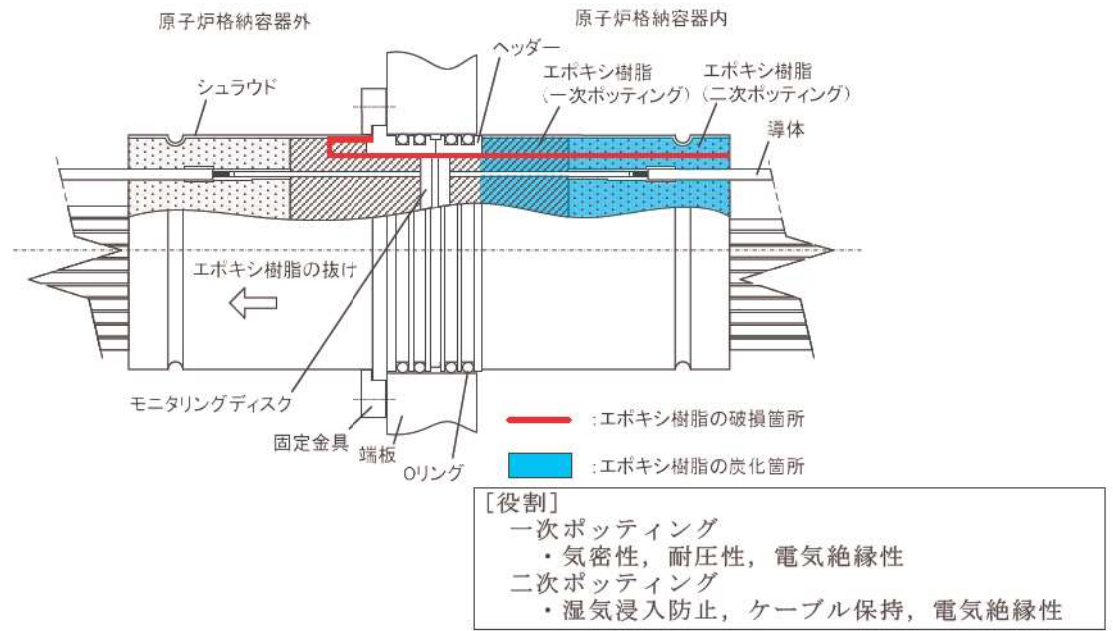 原子炉格納容器外
原子炉格納容器内
ヘッダー
エポキシ樹脂
(一次ポッティング)
エポキシ樹脂
(二次ポッティング)
シュラウド
導体
エポキシ樹脂の抜け
モニタリングディスク
固定金具
端板
Oリング
:エポキシ樹脂の破損箇所
:エポキシ樹脂の炭化箇所
[役割]
一次ポッティング
・気密性，耐圧性，電気絶縁性
二次ポッティング
・湿気浸入防止，ケーブル保持，電気絶縁性